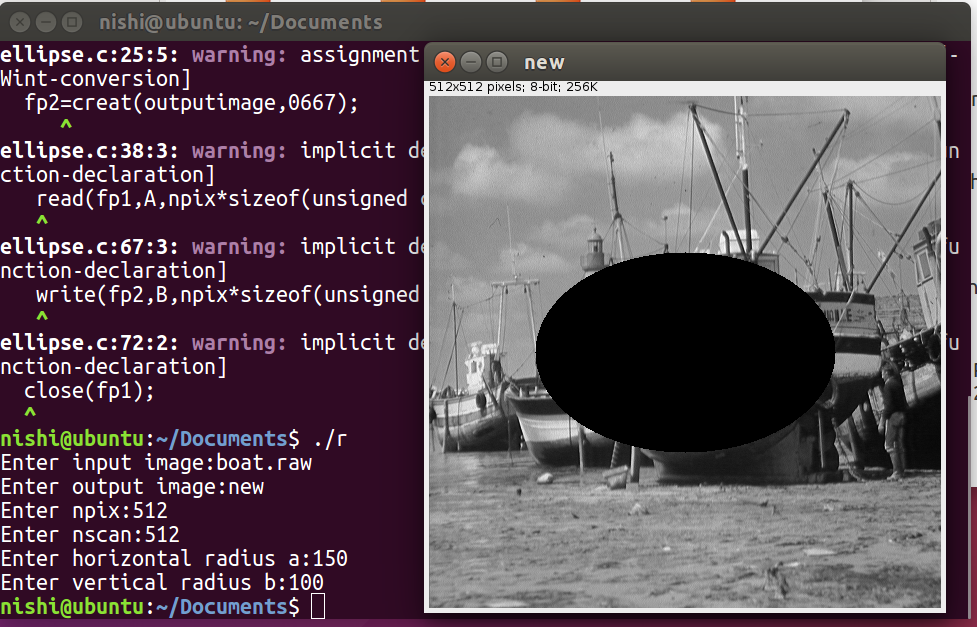 nishi@ubuntu: ~/Documents
ellipse.c:25:5: warning: assignment
Wint-conversion]
fp2=creat(outputimage,0667);
^
ellipse.c:38:3: warning: implicit de
ction-declaration]
read(fp1,A,npix*sizeof(unsigned
^
ellipse.c:67:3: warning: implicit de
nction-declaration]
write(fp2,B,npix*sizeof(unsigned
^
ellipse.c:72:2: warning: implicit de
nction-declaration]
close(fp1);
^
nishi@ubuntu:~/Documents$ ./r
Enter input image:boat.raw
Enter output image:new
Enter npix:512
Enter nscan:512
Enter horizontal radius a:150
Enter vertical radius b:100
nishi@ubuntu:~/Documents$
new
512x512 pixels; 8-bit; 256K